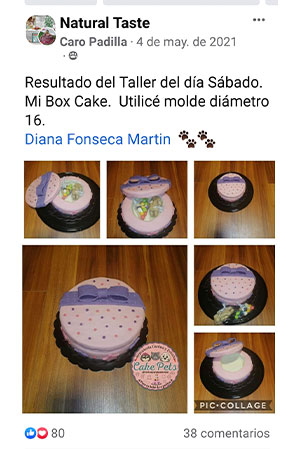 Natural Taste
Caro Padilla · 4 de may. de 2021
Resultado del Taller del día Sábado.
Mi Box Cake. Utilicé molde diámetro
16.
Diana Fonseca Martin
Cake Pets
PIC•COLLAGE
80
38 comentarios